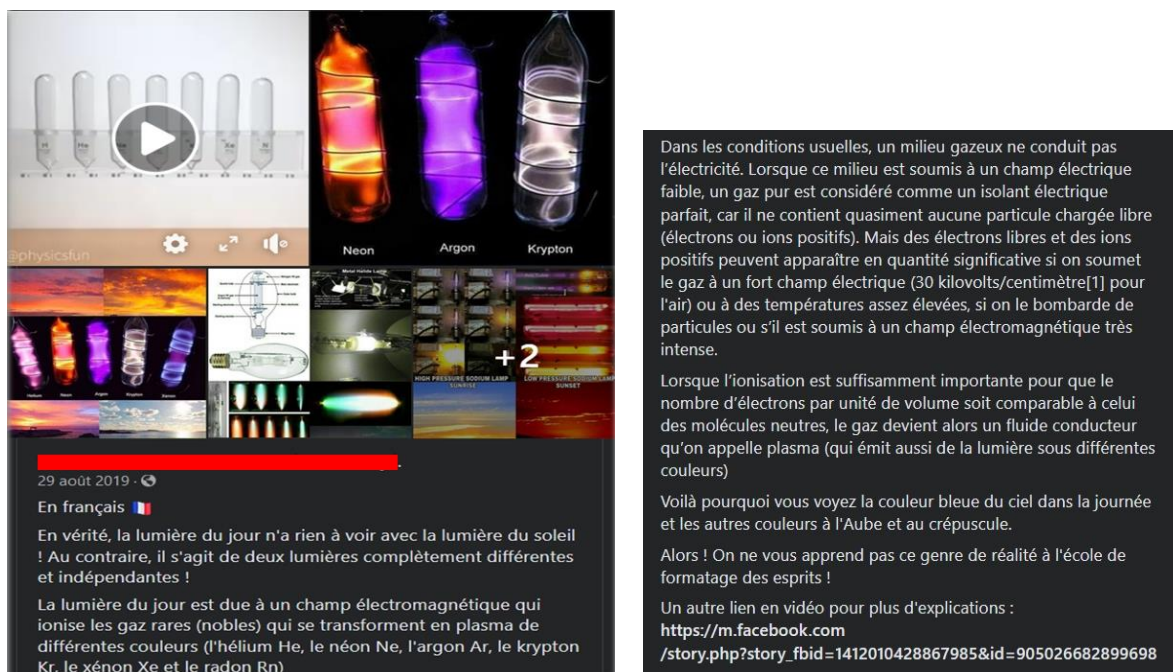 H He Xe N
@physicsfun
Neon Argon Krypton
Metal Halide Lamp
Helium Neon Argon Krypton Xenon
+2
HIGH PRESSURE SODIUM LAMP
SUNRISE
LOW PRESSURE SODIUM LAMP
SUNSET
29 août 2019
En français
En vérité, la lumière du jour n'a rien à voir avec la lumière du soleil
! Au contraire, il s'agit de deux lumières complètement différentes
et indépendantes !
La lumière du jour est due à un champ électromagnétique qui
ionise les gaz rares (nobles) qui se transforment en plasma de
différentes couleurs (l'hélium He, le néon Ne, l'argon Ar, le krypton
Kr, le xénon Xe et le radon Rn)
Dans les conditions usuelles, un milieu gazeux ne conduit pas
l'électricité. Lorsque ce milieu est soumis à un champ électrique
faible, un gaz pur est considéré comme un isolant électrique
parfait, car il ne contient quasiment aucune particule chargée libre
(électrons ou ions positifs). Mais des électrons libres et des ions
positifs peuvent apparaître en quantité significative si on soumet
le gaz à un fort champ électrique (30 kilovolts/centimètre[1] pour
l'air) ou à des températures assez élevées, si on le bombarde de
particules ou s'il est soumis à un champ électromagnétique très
intense.
Lorsque l'ionisation est suffisamment importante pour que le
nombre d'électrons par unité de volume soit comparable à celui
des molécules neutres, le gaz devient alors un fluide conducteur
qu'on appelle plasma (qui émit aussi de la lumière sous différentes
couleurs)
Voilà pourquoi vous voyez la couleur bleue du ciel dans la journée
et les autres couleurs à l'Aube et au crépuscule.
Alors ! On ne vous apprend pas ce genre de réalité à l'école de
formatage des esprits !
Un autre lien en vidéo pour plus d'explications :
https://m.facebook.com
/story.php?story_fbid=1412010428867985&id=905026682899698